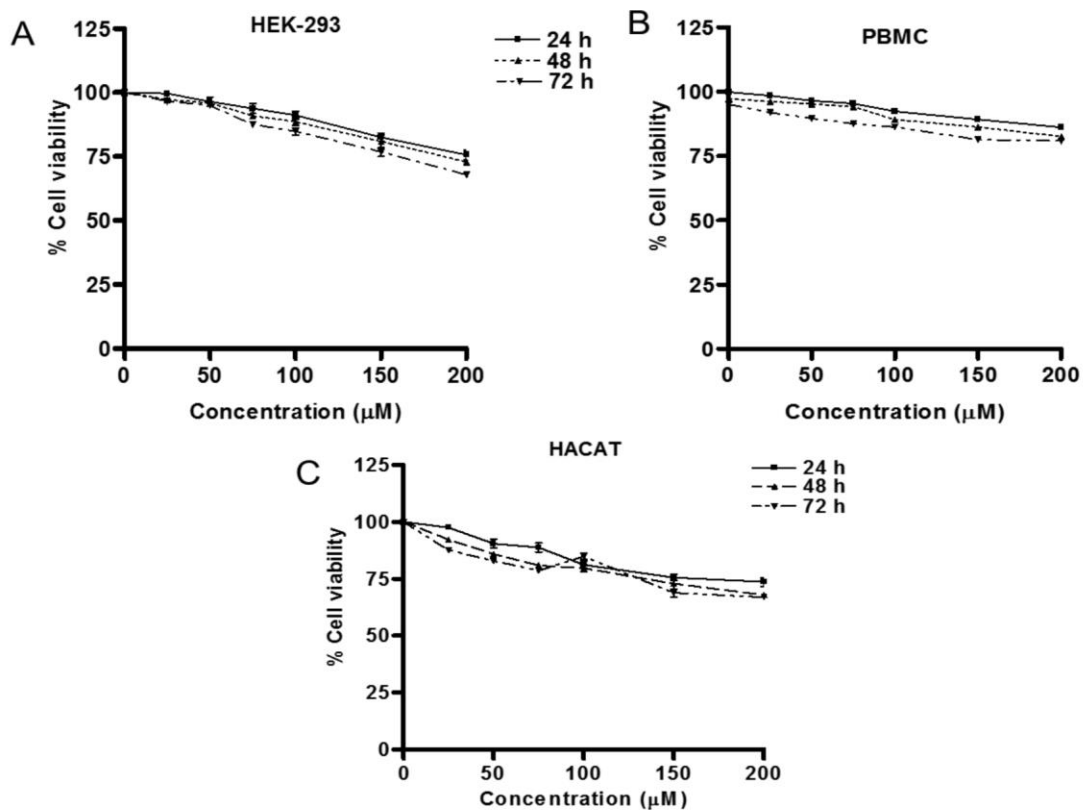 A
HEK-293
125
100
75
50
25
0
% Cell viability
0 50 100 150 200
Concentration (μM)
24 h
48 h
72 h
B
PBMC
125
100
75
50
25
0
% Cell viability
0 50 100 150 200
Concentration (μM)
C
HACAT
125
100
75
50
25
0
% Cell viability
0 50 100 150 200
Concentration (μM)
24 h
48 h
72 h